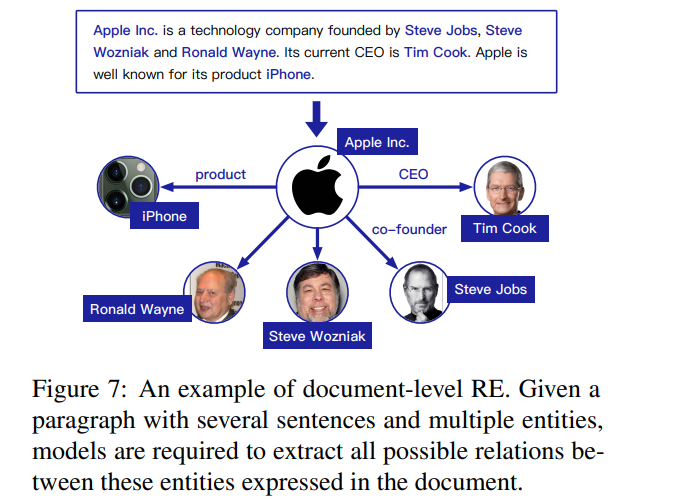 Apple Inc. is a technology company founded by Steve Jobs, Steve
Wozniak and Ronald Wayne. Its current CEO is Tim Cook. Apple is
well known for its product iPhone.
Apple Inc.
product
CEO
iPhone
co-founder
Tim Cook
Ronald Wayne
Steve Jobs
Steve Wozniak
Figure 7: An example of document-level RE. Given a
paragraph with several sentences and multiple entities,
models are required to extract all possible relations be-
tween these entities expressed in the document.